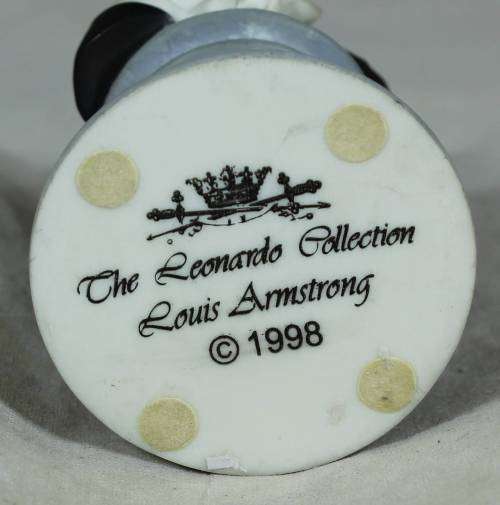 The Leonardo Collection
Louis Armstrong
© 1998